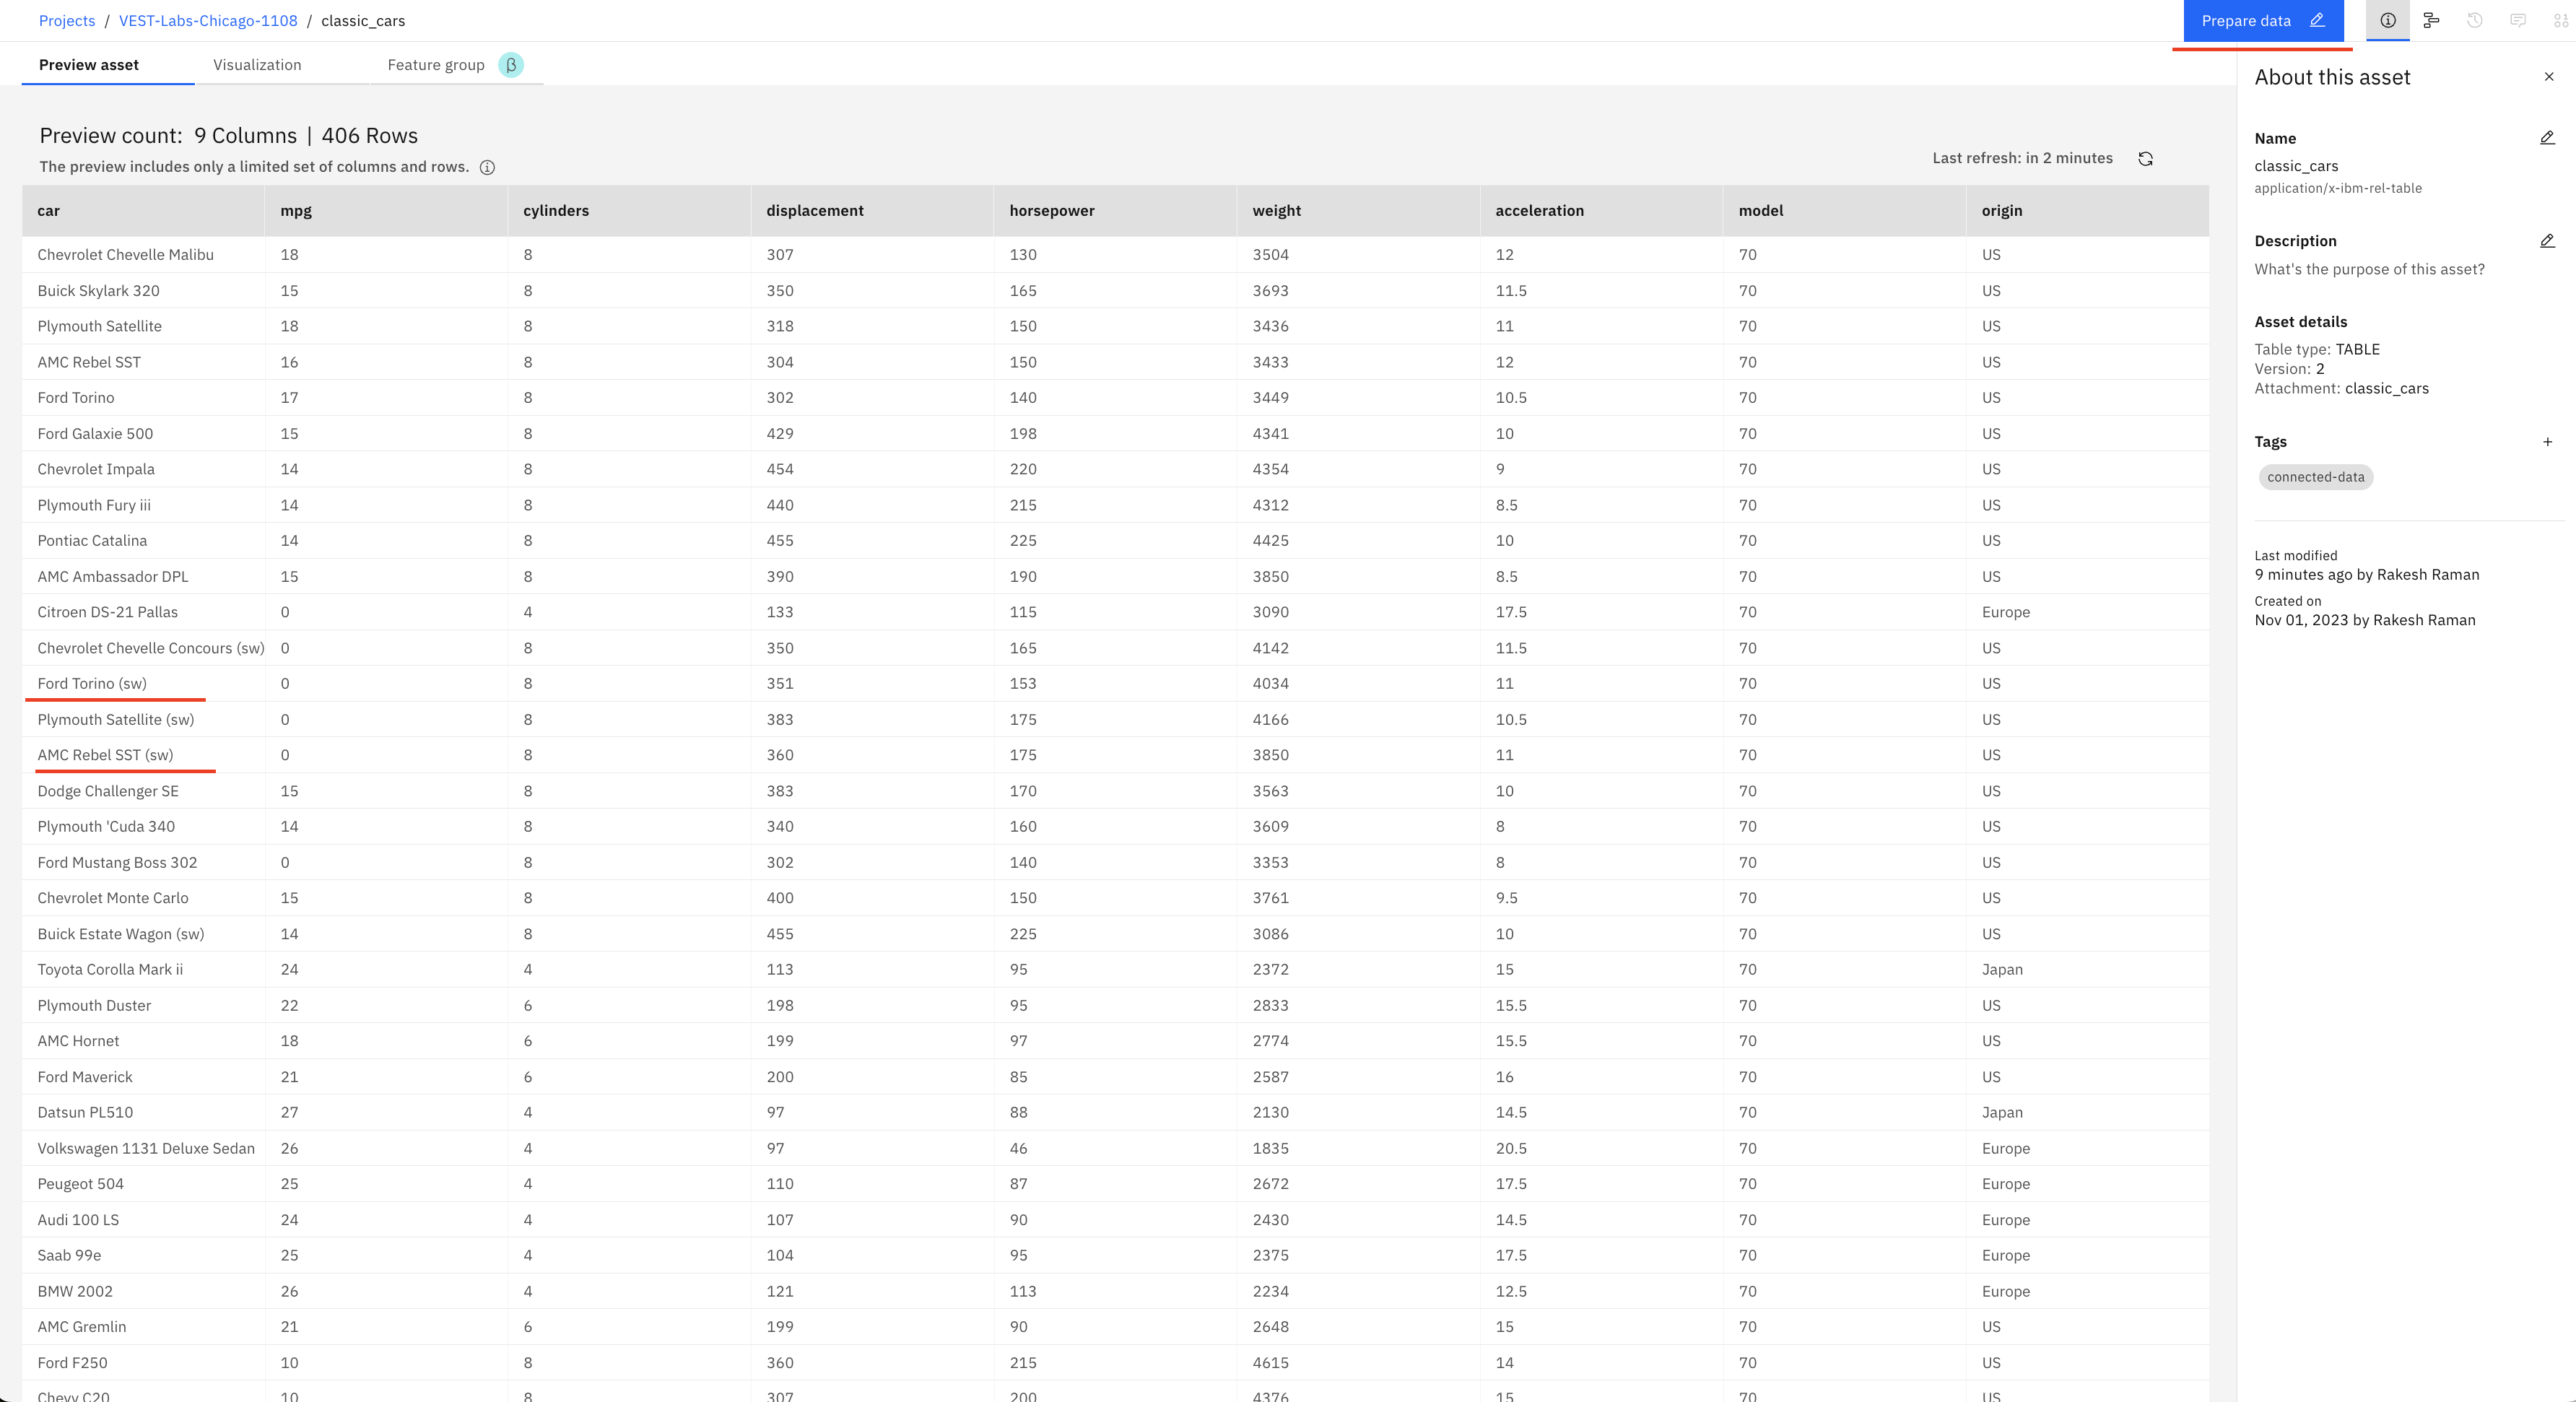 Projects / VEST-Labs-Chicago-1108 / classic_cars
Prepare data
Preview asset Visualization Feature group β
Preview count: 9 Columns | 406 Rows
The preview includes only a limited set of columns and rows.
Last refresh: in 2 minutes
car mpg cylinders displacement horsepower weight acceleration model origin
Chevrolet Chevelle Malibu 18 8 307 130 3504 12 70 US
Buick Skylark 320 15 8 350 165 3693 11.5 70 US
Plymouth Satellite 18 8 318 150 3436 11 70 US
AMC Rebel SST 16 8 304 150 3433 12 70 US
Ford Torino 17 8 302 140 3449 10.5 70 US
Ford Galaxie 500 15 8 429 198 4341 10 70 US
Chevrolet Impala 14 8 454 220 4354 9 70 US
Plymouth Fury iii 14 8 440 215 4312 8.5 70 US
Pontiac Catalina 14 8 455 225 4425 10 70 US
AMC Ambassador DPL 15 8 390 190 3850 8.5 70 US
Citroen DS-21 Pallas 0 4 133 115 3090 17.5 70 Europe
Chevrolet Chevelle Concours (sw) 0 8 350 165 4142 11.5 70 US
Ford Torino (sw) 0 8 351 153 4034 11 70 US
Plymouth Satellite (sw) 0 8 383 175 4166 10.5 70 US
AMC Rebel SST (sw) 0 8 360 175 3850 11 70 US
Dodge Challenger SE 15 8 383 170 3563 10 70 US
Plymouth 'Cuda 340 14 8 340 160 3609 8 70 US
Ford Mustang Boss 302 0 8 302 140 3353 8 70 US
Chevrolet Monte Carlo 15 8 400 150 3761 9.5 70 US
Buick Estate Wagon (sw) 14 8 455 225 3086 10 70 US
Toyota Corolla Mark ii 24 4 113 95 2372 15 70 Japan
Plymouth Duster 22 6 198 95 2833 15.5 70 US
AMC Hornet 18 6 199 97 2774 15.5 70 US
Ford Maverick 21 6 200 85 2587 16 70 US
Datsun PL510 27 4 97 88 2130 14.5 70 Japan
Volkswagen 1131 Deluxe Sedan 26 4 97 46 1835 20.5 70 Europe
Peugeot 504 25 4 110 87 2672 17.5 70 Europe
Audi 100 LS 24 4 107 90 2430 14.5 70 Europe
Saab 99e 25 4 104 95 2375 17.5 70 Europe
BMW 2002 26 4 121 113 2234 12.5 70 Europe
AMC Gremlin 21 6 199 90 2648 15 70 US
Ford F250 10 8 360 215 4615 14 70 US
Chevy C20 10 8 307 200 4376 15 70 US
About this asset
Name
classic_cars
application/x-ibm-rel-table
Description
What's the purpose of this asset?
Asset details
Table type: TABLE
Version: 2
Attachment: classic_cars
Tags
connected-data
Last modified
9 minutes ago by Rakesh Raman
Created on
Nov 01, 2023 by Rakesh Raman